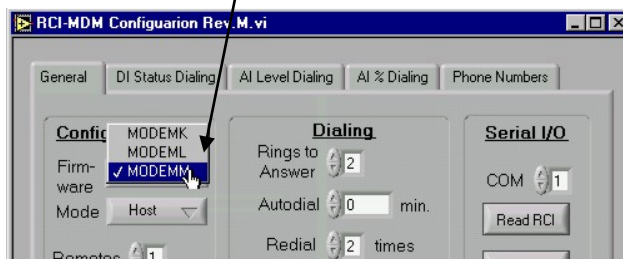 RCI-MDM Configuarion Rev.M.vi
General
DI Status Dialing
AI Level Dialing
AI % Dialing
Phone Numbers
Config
MODEMK
MODEML
✓ MODEMM
Firm-
ware
Mode
Host
Remotes
1
Dialing
Rings to
Answer
2
Autodial
0
min.
Redial
2
times
Serial I/O
COM
1
Read RCI